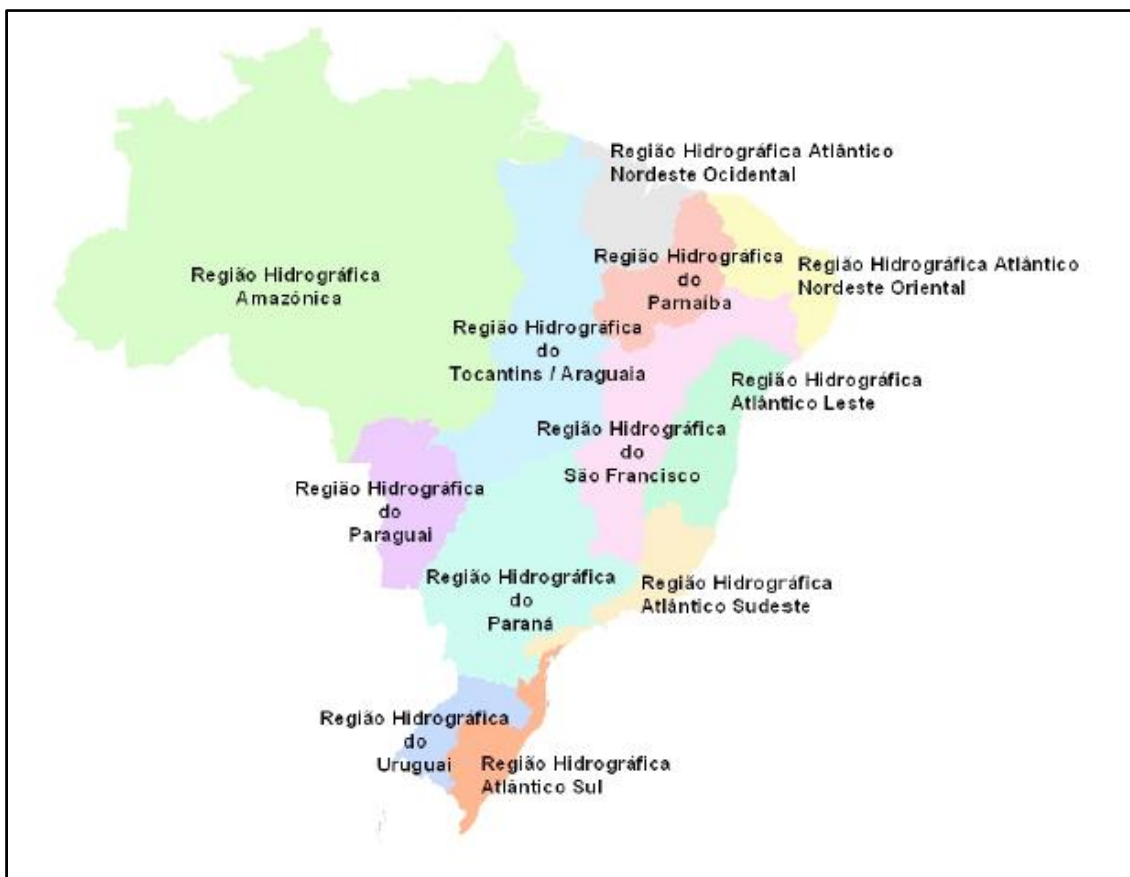 Região Hidrográfica Atlântico
Nordeste Ocidental
Região Hidrográfica
do
Parnaíba
Região Hidrográfica Atlântico
Nordeste Oriental
Região Hidrográfica
Amazônica
Região Hidrográfica
do
Tocantins / Araguaia
Região Hidrográfica
Atlântico Leste
Região Hidrográfica
do
São Francisco
Região Hidrográfica
do
Paraguai
Região Hidrográfica
do
Paraná
Região Hidrográfica
Atlântico Sudeste
Região Hidrográfica
do
Uruguai
Região Hidrográfica
Atlântico Sul